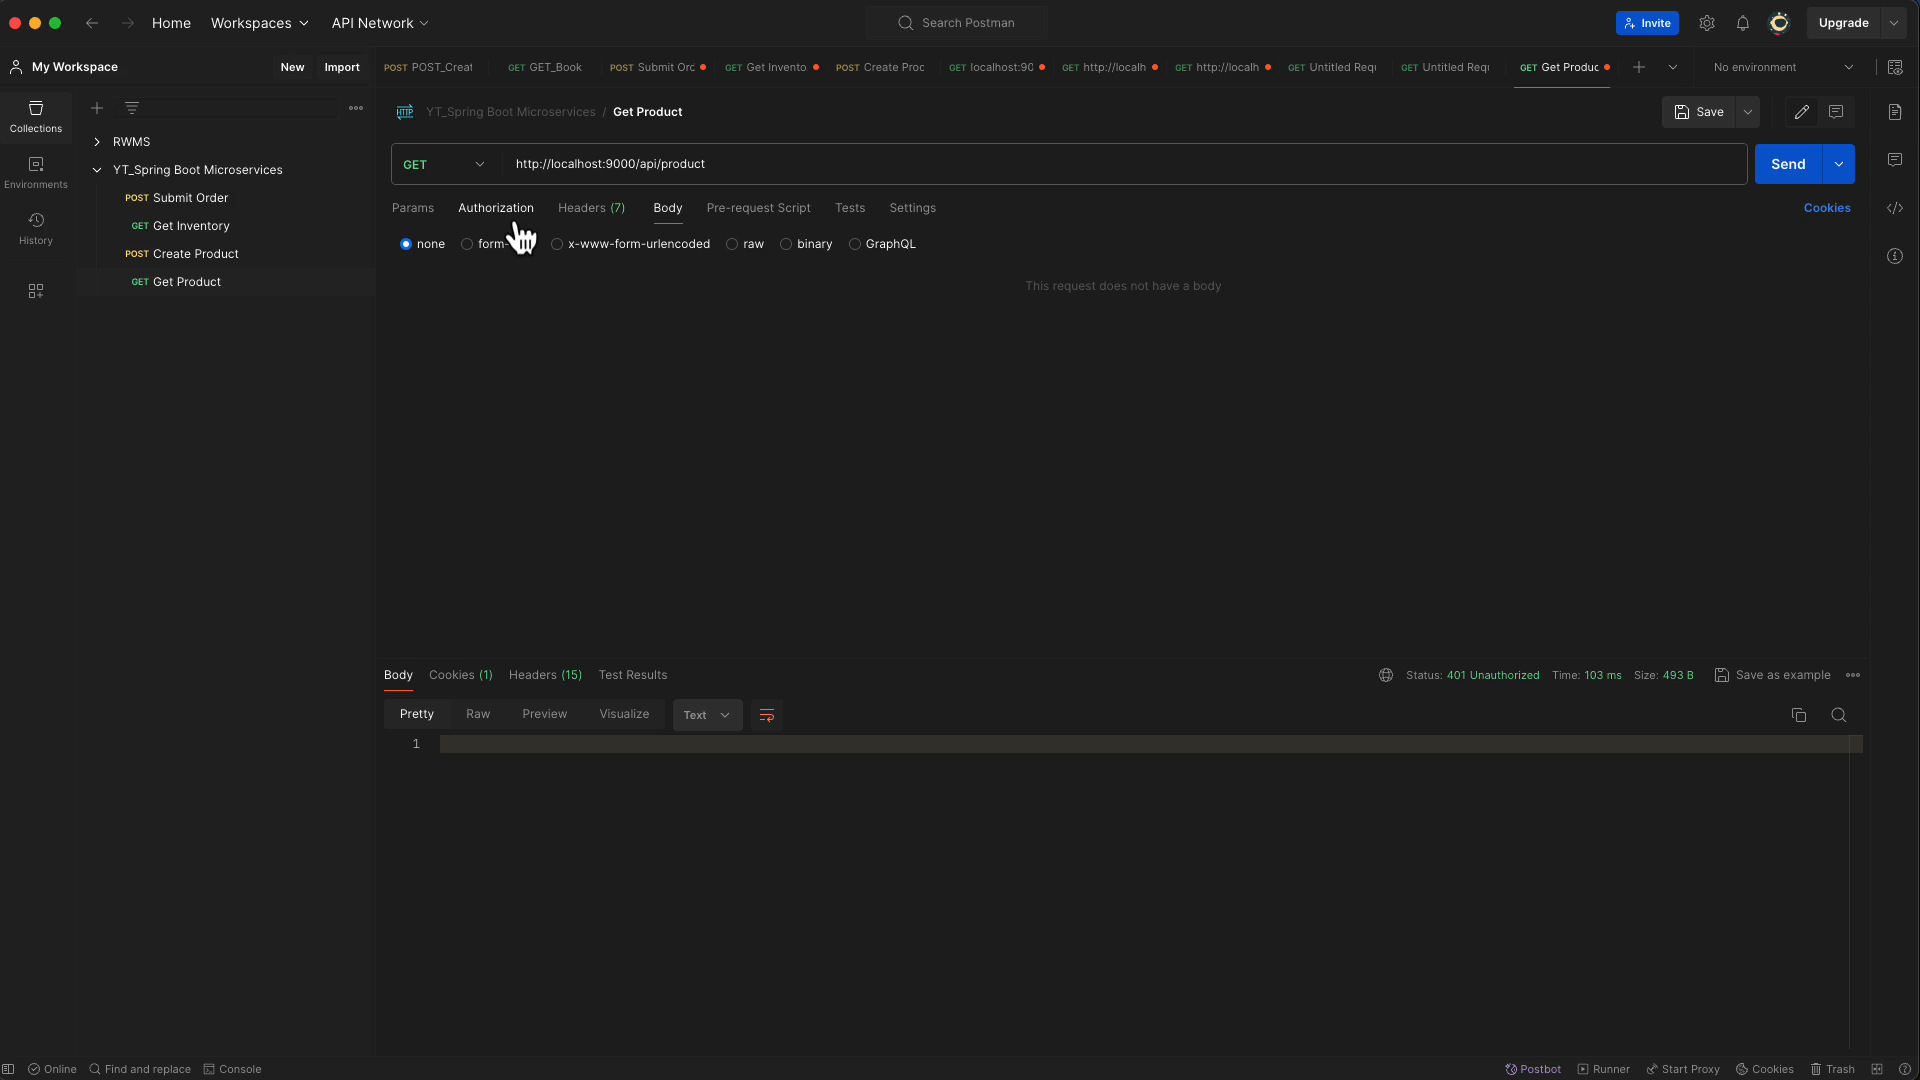 Home Workspaces API Network Search Postman Invite Upgrade
My Workspace New Import POST POST_Creat GET GET_Book POST Submit Orc GET Get Invento POST Create Proc GET localhost:90 GET http://localh GET http://localh GET Untitled Requ GET Untitled Requ GET Get Produc No environment
Collections
Environments
History
RWMS
YT_Spring Boot Microservices
POST Submit Order
GET Get Inventory
POST Create Product
GET Get Product
HTTP YT_Spring Boot Microservices / Get Product Save
GET http://localhost:9000/api/product Send
Params Authorization Headers (7) Body Pre-request Script Tests Settings Cookies
none form- x-www-form-urlencoded raw binary GraphQL
This request does not have a body
Body Cookies (1) Headers (15) Test Results Status: 401 Unauthorized Time: 103 ms Size: 493 B Save as example
Pretty Raw Preview Visualize Text
1
Online Find and replace Console Postbot Runner Start Proxy Cookies Trash